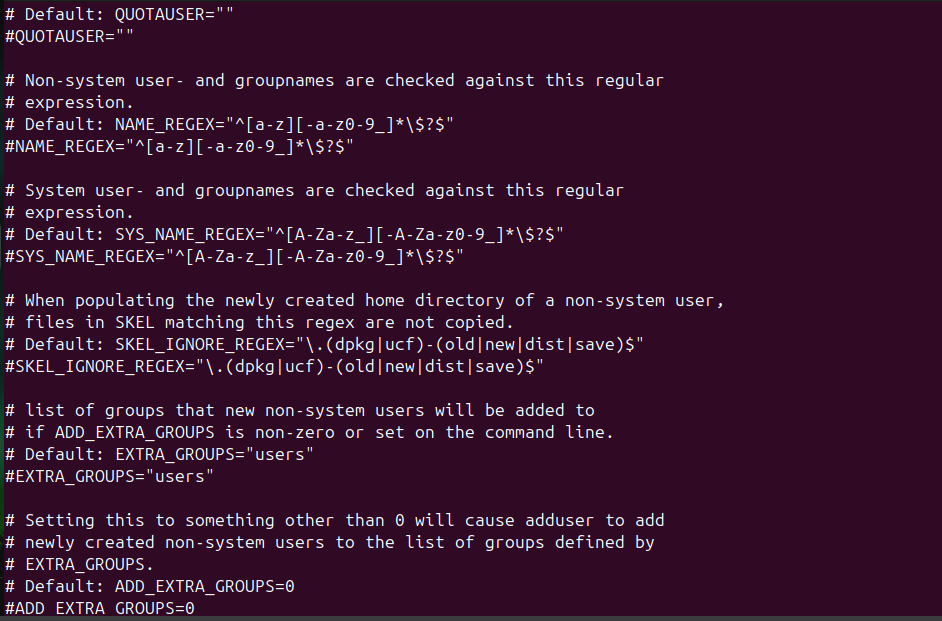 # Default: QUOTAUSER=""
#QUOTAUSER=""

# Non-system user- and groupnames are checked against this regular
# expression.
# Default: NAME_REGEX="^[a-z][-a-z0-9_]*\$?$"
#NAME_REGEX="^[a-z][-a-z0-9_]*\$?$"

# System user- and groupnames are checked against this regular
# expression.
# Default: SYS_NAME_REGEX="^[A-Za-z_][-A-Za-z0-9_]*\$?$"
#SYS_NAME_REGEX="^[A-Za-z_][-A-Za-z0-9_]*\$?$"

# When populating the newly created home directory of a non-system user,
# files in SKEL matching this regex are not copied.
# Default: SKEL_IGNORE_REGEX="\.(dpkg|ucf)-(old|new|dist|save)$"
#SKEL_IGNORE_REGEX="\.(dpkg|ucf)-(old|new|dist|save)$"

# list of groups that new non-system users will be added to
# if ADD_EXTRA_GROUPS is non-zero or set on the command line.
# Default: EXTRA_GROUPS="users"
#EXTRA_GROUPS="users"

# Setting this to something other than 0 will cause adduser to add
# newly created non-system users to the list of groups defined by
# EXTRA_GROUPS.
# Default: ADD_EXTRA_GROUPS=0
#ADD_EXTRA_GROUPS=0